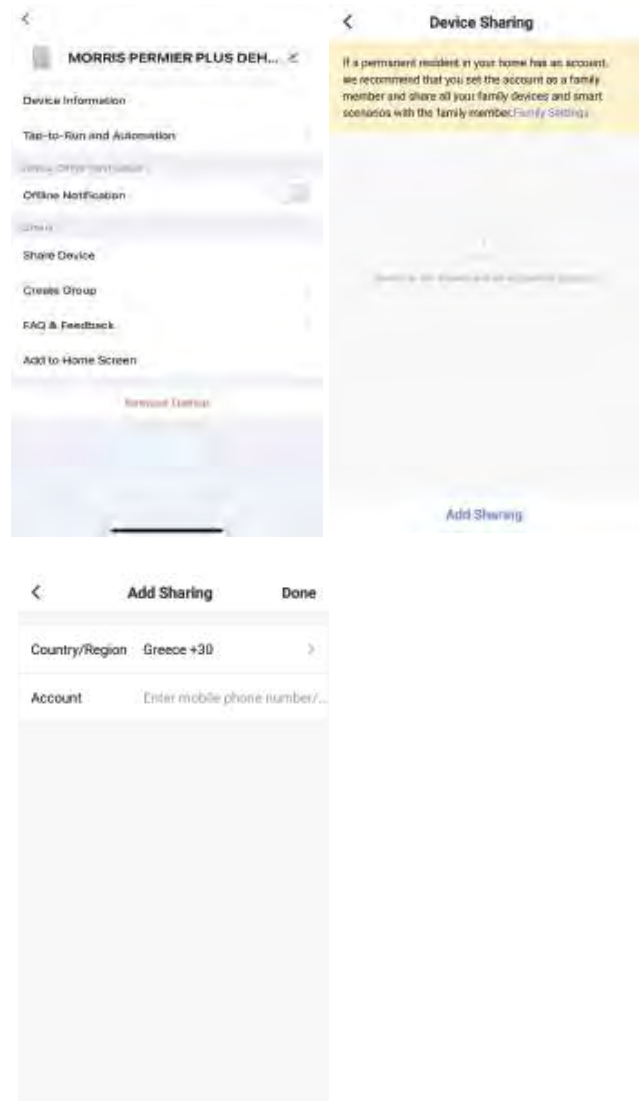 MORRIS PERMIER PLUS DEH...
Device Information
Tap-to-Run and Automation
Offline Notification
Share Device
Create Group
FAQ & Feedback
Add to Home Screen
Remove Device
Device Sharing
If a permanent resident in your home has an account,
we recommend that you set the account as a family
member and share all your family devices and smart
scenarios with the family member.Family Settings
Add Sharing
Add Sharing Done
Country/Region Greece +30
Account Enter mobile phone number/...